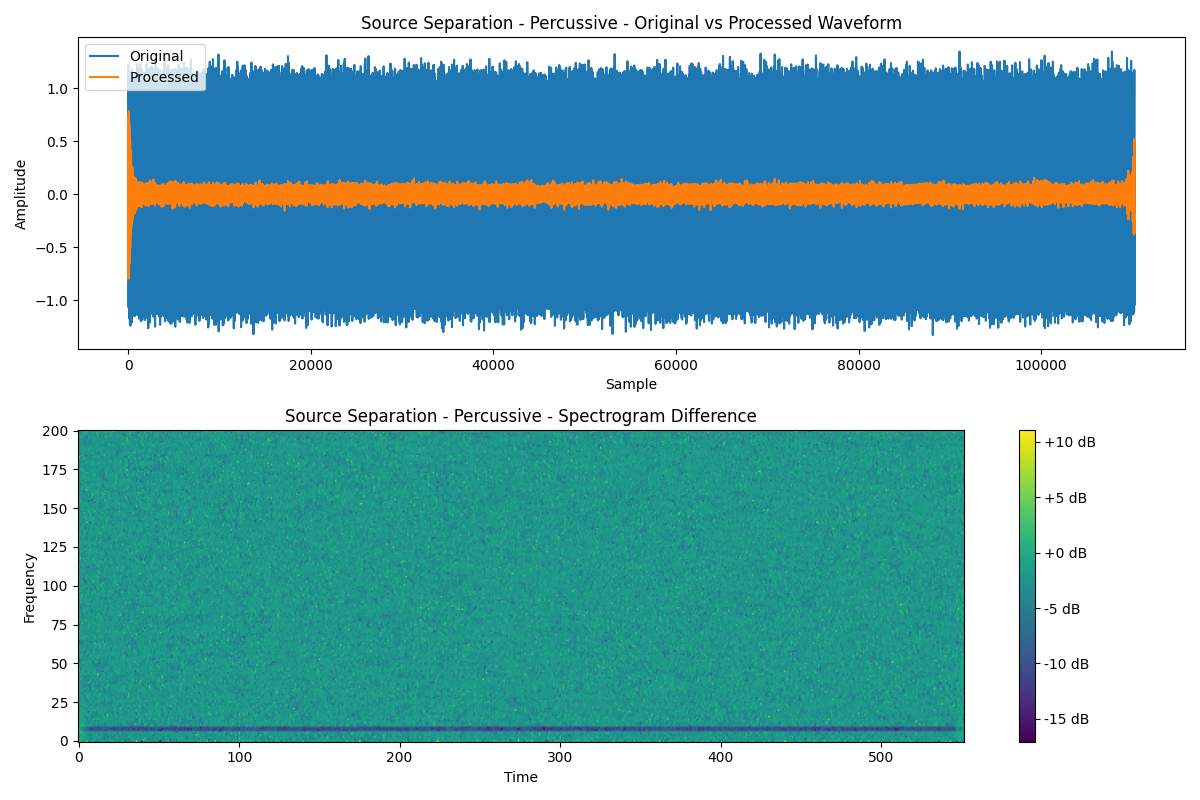 Source Separation - Percussive - Original vs Processed Waveform
Original
Processed
1.0
0.5
0.0
−0.5
−1.0
Amplitude
0 20000 40000 60000 80000 100000
Sample
Source Separation - Percussive - Spectrogram Difference
200
175
150
125
100
75
50
25
0
Frequency
0 100 200 300 400 500
Time
+10 dB
+5 dB
+0 dB
-5 dB
-10 dB
-15 dB